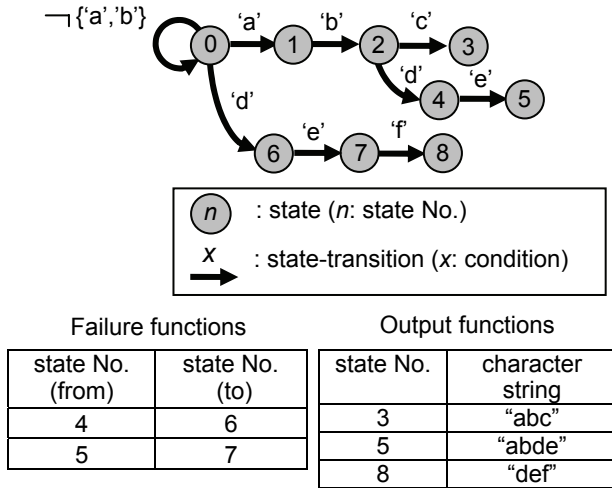 ¬ {‘a’,‘b’}
0 ‘a’ 1 ‘b’ 2 ‘c’ 3
‘d’ ‘d’ 4 ‘e’ 5
6 ‘e’ 7 ‘f’ 8
n : state (n: state No.)
x : state-transition (x: condition)
Failure functions
state No. (from) state No. (to)
4 6
5 7
Output functions
state No. character string
3 “abc”
5 “abde”
8 “def”